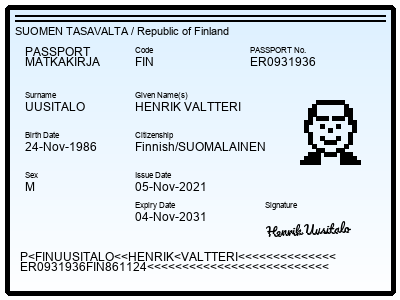 SUOMEN TASAVALTA / Republic of Finland
PASSPORT
MATKAKIRJA
Code
FIN
PASSPORT No.
ER0931936
Surname
UUSITALO
Given Name(s)
HENRIK VALTTERI
Birth Date
24-Nov-1986
Citizenship
Finnish/SUOMALAINEN
Sex
M
Issue Date
05-Nov-2021
Expiry Date
04-Nov-2031
Signature
Henrik Uusitalo
P<FINUUSITALO<<HENRIK<VALTTERI<<<<<<<<<<<<<<
ER0931936FIN861124<<<<<<<<<<<<<<<<<<<<<<<<<<